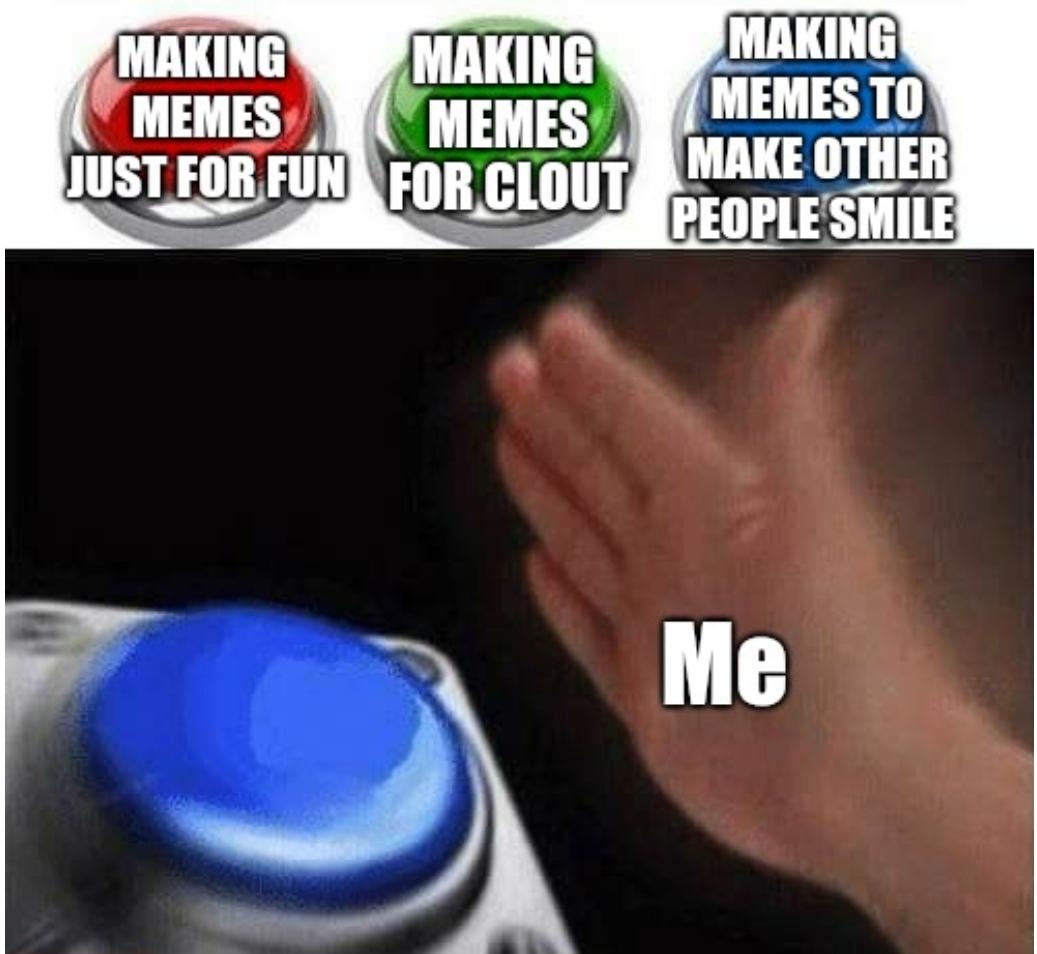 MAKING
MEMES
JUST FOR FUN
MAKING
MEMES
FOR CLOUT
MAKING
MEMES TO
MAKE OTHER
PEOPLE SMILE
Me